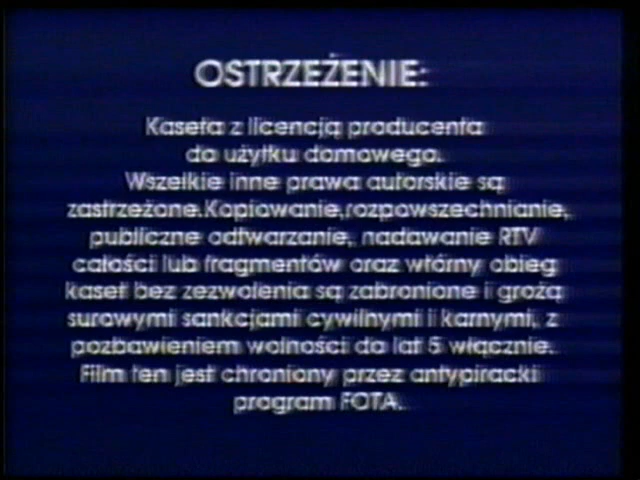 OSTRZEŻENIE:
Kaseta z licencją producenta
do użytku domowego.
Wszelkie inne prawa autorskie są
zastrzeżone.Kopiowanie,rozpowszechnianie,
publiczne odtwarzanie, nadawanie RTV
całości lub fragmentów oraz wtórny obieg
kaset bez zezwolenia są zabronione i grożą
surowymi sankcjami cywilnymi i karnymi, z
pozbawieniem wolności do lat 5 włącznie.
Film ten jest chroniony przez antypiracki
program FOTA.